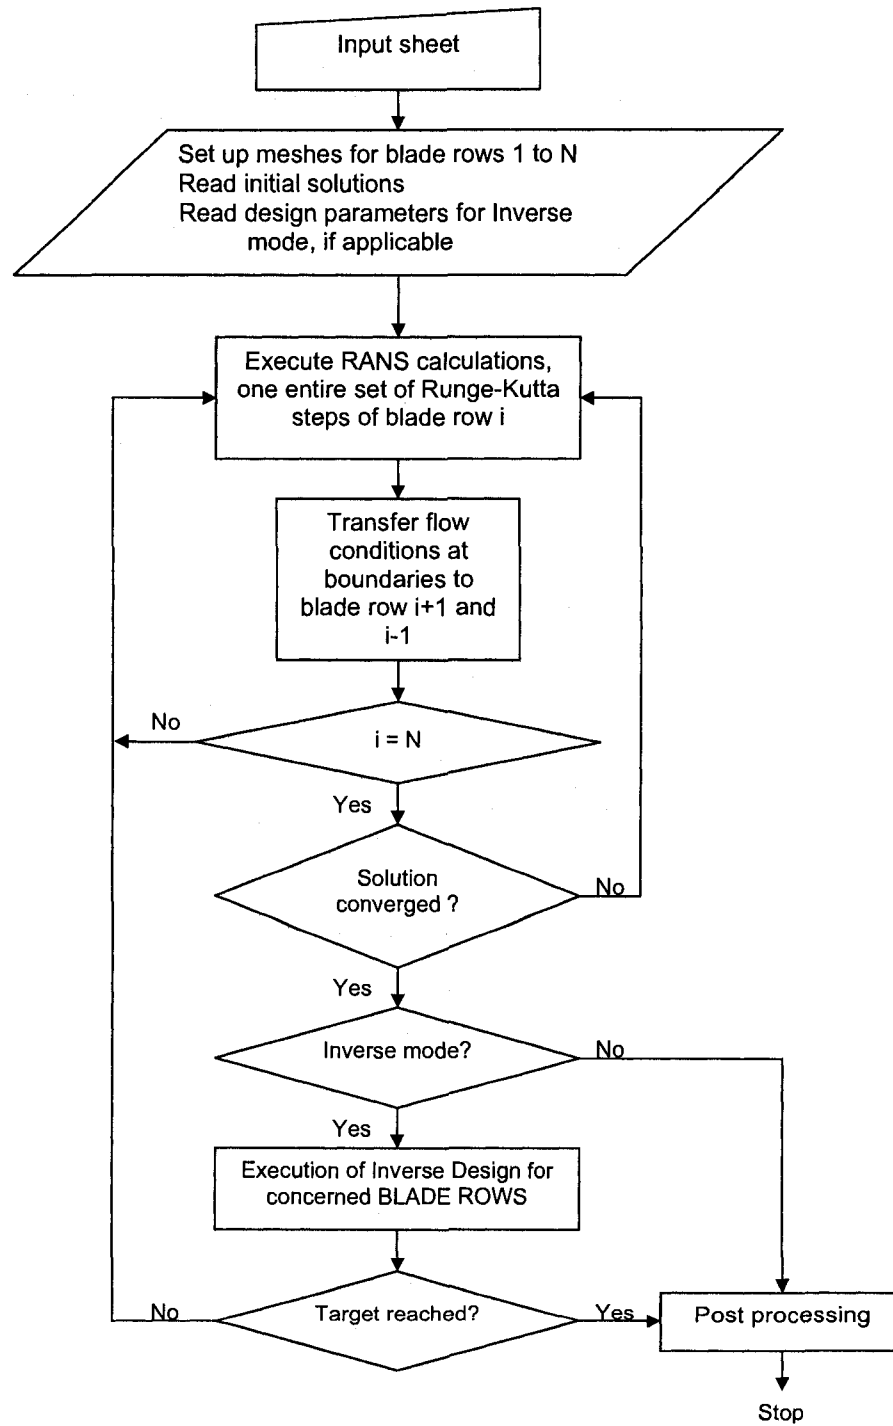 Input sheet
Set up meshes for blade rows 1 to N
Read initial solutions
Read design parameters for Inverse
mode, if applicable
Execute RANS calculations,
one entire set of Runge-Kutta
steps of blade row i
Transfer flow
conditions at
boundaries to
blade row i+1 and
i-1
No
i = N
Yes
Solution
converged ?
No
Yes
Inverse mode?
No
Yes
Execution of Inverse Design for
concerned BLADE ROWS
No
Target reached?
Yes
Post processing
Stop